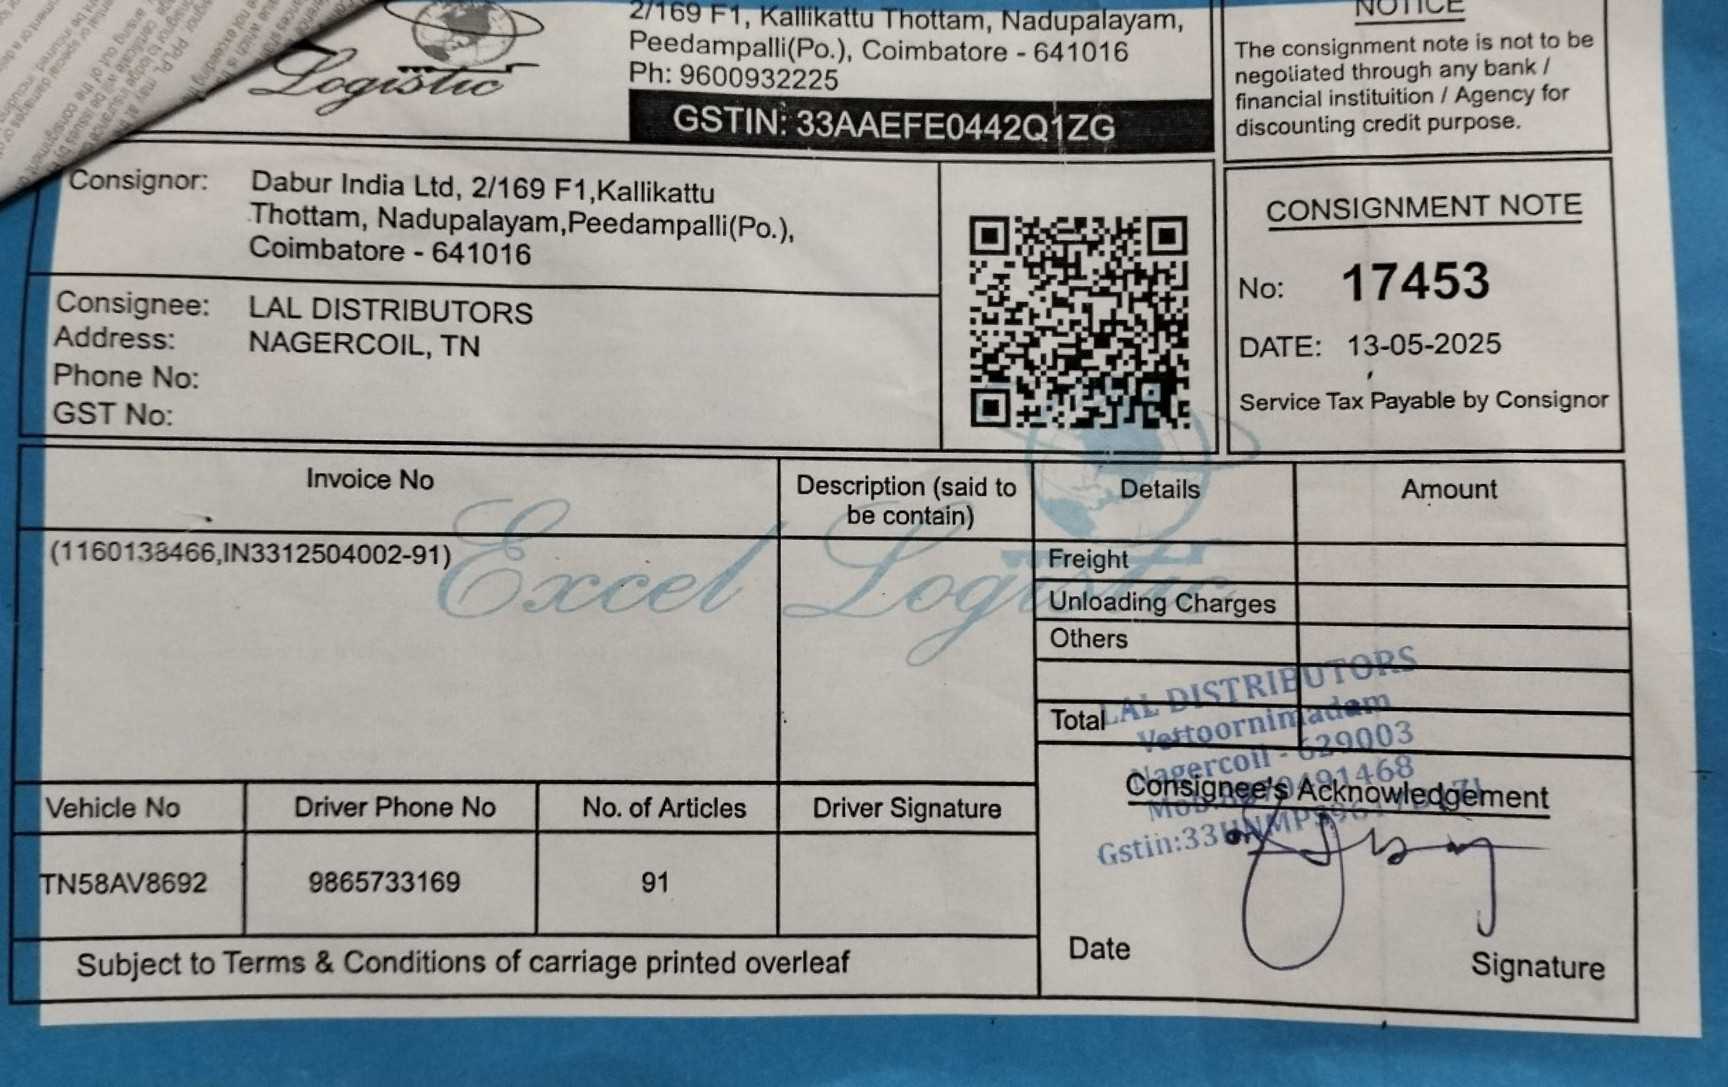 Logistic
2/169 F1, Kallikattu Thottam, Nadupalayam,
Peedampalli(Po.), Coimbatore - 641016
Ph: 9600932225
GSTIN: 33AAEFE0442Q1ZG
NOTICE
The consignment note is not to be
negotiated through any bank /
financial instituition / Agency for
discounting credit purpose.
Consignor: Dabur India Ltd, 2/169 F1,Kallikattu
Thottam, Nadupalayam,Peedampalli(Po.),
Coimbatore - 641016
Consignee: LAL DISTRIBUTORS
Address: NAGERCOIL, TN
Phone No:
GST No:
CONSIGNMENT NOTE
No: 17453
DATE: 13-05-2025
Service Tax Payable by Consignor
Invoice No
Description (said to
be contain)
Details Amount
(1160138466,IN3312504002-91)
Excel Logistic
Freight
Unloading Charges
Others
Total
LAL DISTRIBUTORS
Vettoornimadam
Nagercoil - 629003
Consignee's Acknowledgement
Vehicle No Driver Phone No No. of Articles Driver Signature
TN58AV8692 9865733169 91
Date Signature
Subject to Terms & Conditions of carriage printed overleaf